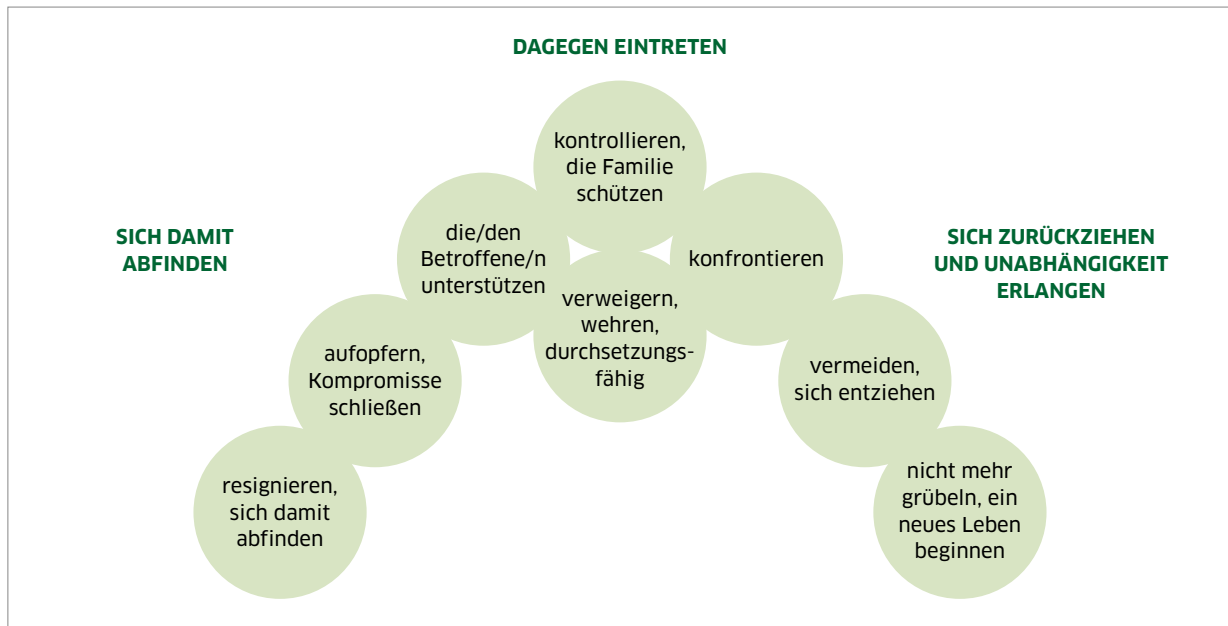 DAGEGEN EINTRETEN
kontrollieren,
die Familie
schützen
SICH DAMIT
ABFINDEN
die/den
Betroffene/n
unterstützen
konfrontieren
SICH ZURÜCKZIEHEN
UND UNABHÄNGIGKEIT
ERLANGEN
verweigern,
wehren,
durchsetzungs-
fähig
aufopfern,
Kompromisse
schließen
vermeiden,
sich entziehen
resignieren,
sich damit
abfinden
nicht mehr
grübeln, ein
neues Leben
beginnen